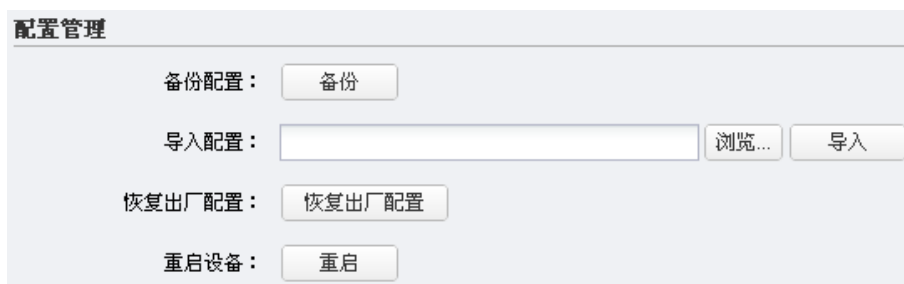 配置管理
备份配置： 备份
导入配置： 浏览... 导入
恢复出厂配置： 恢复出厂配置
重启设备： 重启